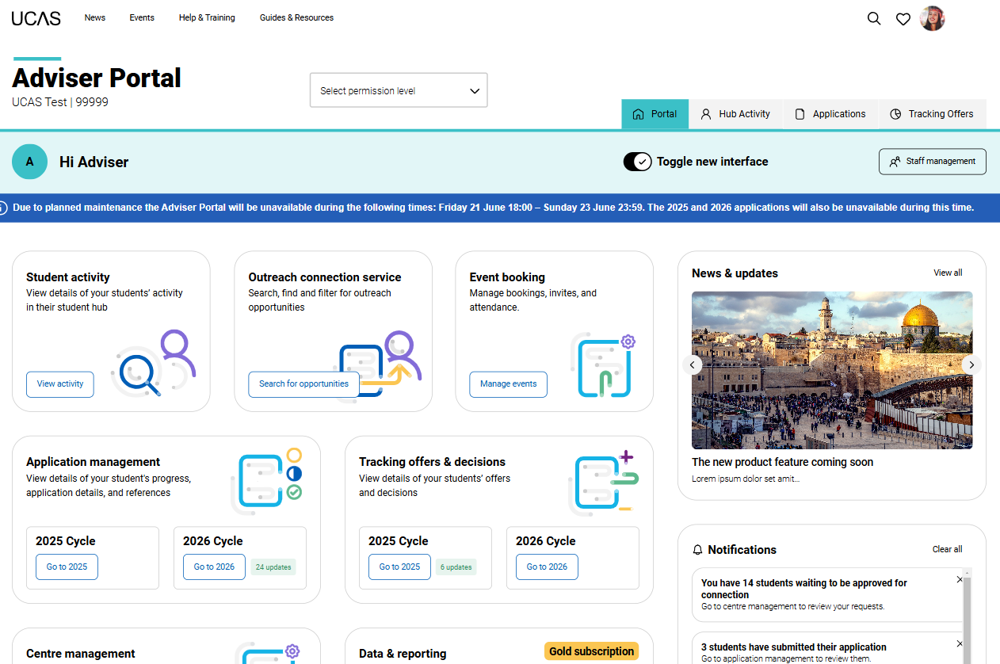 UCAS
News
Events
Help & Training
Guides & Resources
Adviser Portal
UCAS Test | 99999
Select permission level
Portal
Hub Activity
Applications
Tracking Offers
A
Hi Adviser
Toggle new interface
Staff management
Due to planned maintenance the Adviser Portal will be unavailable during the following times: Friday 21 June 18:00 – Sunday 23 June 23:59. The 2025 and 2026 applications will also be unavailable during this time.
Student activity
View details of your students’ activity
in their student hub
View activity
Outreach connection service
Search, find and filter for outreach
opportunities
Search for opportunities
Event booking
Manage bookings, invites, and
attendance.
Manage events
News & updates
View all
The new product feature coming soon
Lorem ipsum dolor set amit...
Application management
View details of your student's progress,
application details, and references
2025 Cycle
Go to 2025
2026 Cycle
Go to 2026
24 updates
Tracking offers & decisions
View details of your students’ offers
and decisions
2025 Cycle
Go to 2025
6 updates
2026 Cycle
Go to 2026
Notifications
Clear all
You have 14 students waiting to be approved for
connection
Go to centre management to review your requests.
3 students have submitted their application
Go to application management to review them.
Centre management
Data & reporting
Gold subscription